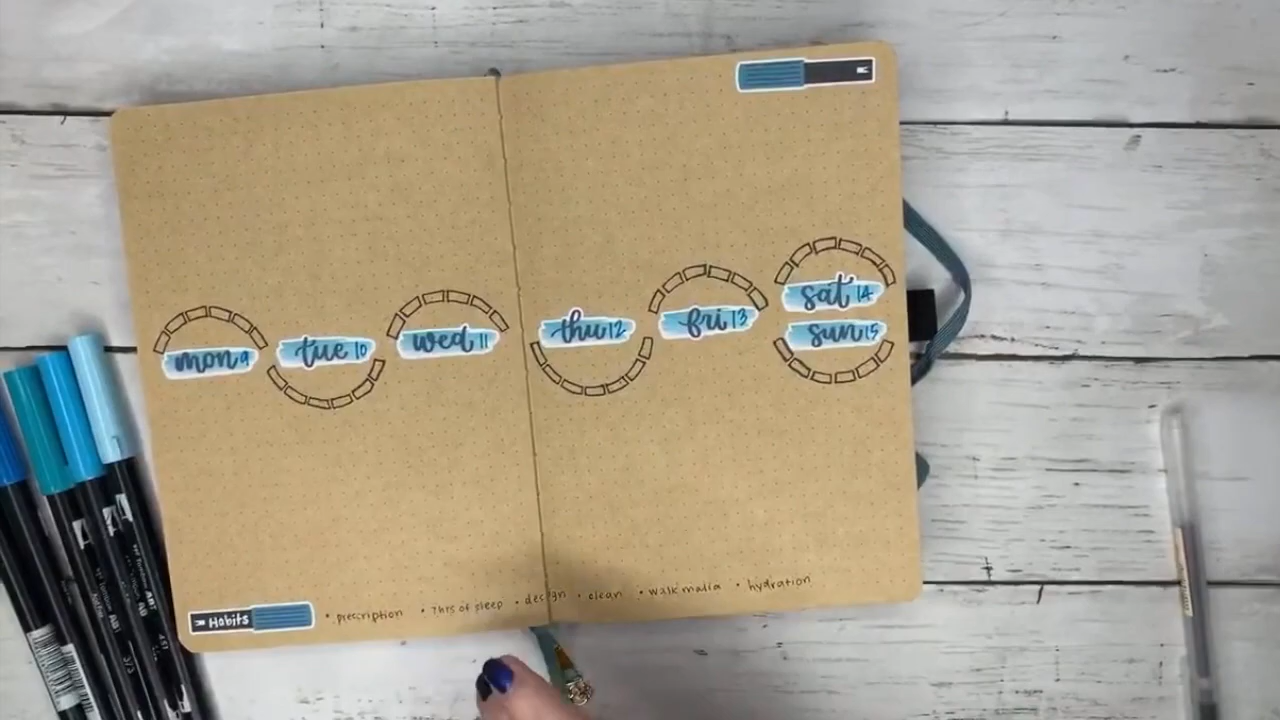 mon 9
tue 10
wed 11
thu 12
fri 13
sat 14
sun 15
Habits
• prescription • 7hrs of sleep • design • clean • walk malia • hydration